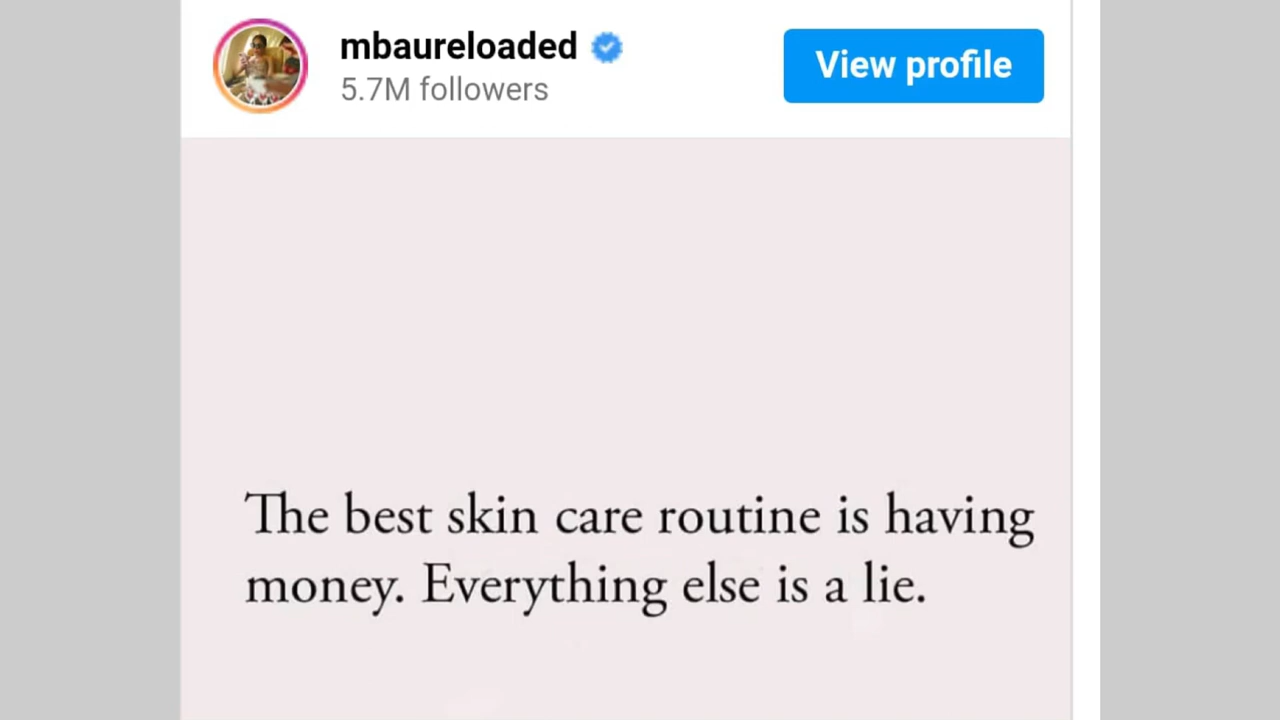 mbaureloaded
5.7M followers
View profile
The best skin care routine is having
money. Everything else is a lie.